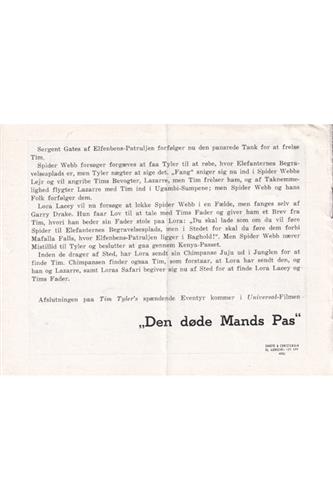 Sergent Gates af Elfenbens-Patruljen forfølger nu den pansrede Tank for at frelse
Tim.
Spider Webb forsøger forgæves at faa Tyler til at røbe, hvor Elefanternes Begra-
velsesplads er, men Tyler nægter at sige det. „Fang“ sniger sig nu ind i Spider Webbs
Lejr og vil angribe Tims Bevogter, Lazarre, men Tim frelser ham, og af Taknemme-
lighed flygter Lazarre med Tim ind i Ugambi-Sumpene; men Spider Webb og hans
Folk forfølger dem.
Lora Lacey vil nu forsøge at lokke Spider Webb i en Fælde, men fanges selv af
Garry Drake. Hun faar Lov til at tale med Tims Fader og giver ham et Brev fra
Tim, hvori han beder sin Fader stole paa Lora: „Du skal lade som om du vil føre
Spider til Elefanternes Begravelsesplads, men i Stedet for skal du føre dem forbi
Mafalla Falls, hvor Elfenbens-Patruljen ligger i Baghold!“ Men Spider Webb nærer
Mistillid til Tyler og beslutter at gaa gennem Kenya-Passet.
Inden de drager af Sted, har Lora sendt sin Chimpanse Juju ud i Junglen for at
finde Tim. Chimpansen finder ogsaa Tim, som forstaar, at Lora har sendt den, og
han og Lazarre, samt Loras Safari begiver sig nu af Sted for at finde Lora Lacey og
Tims Fader.
Afslutningen paa Tim Tyler's spændende Eventyr kommer i Universal-Filmen
„Den døde Mands Pas“